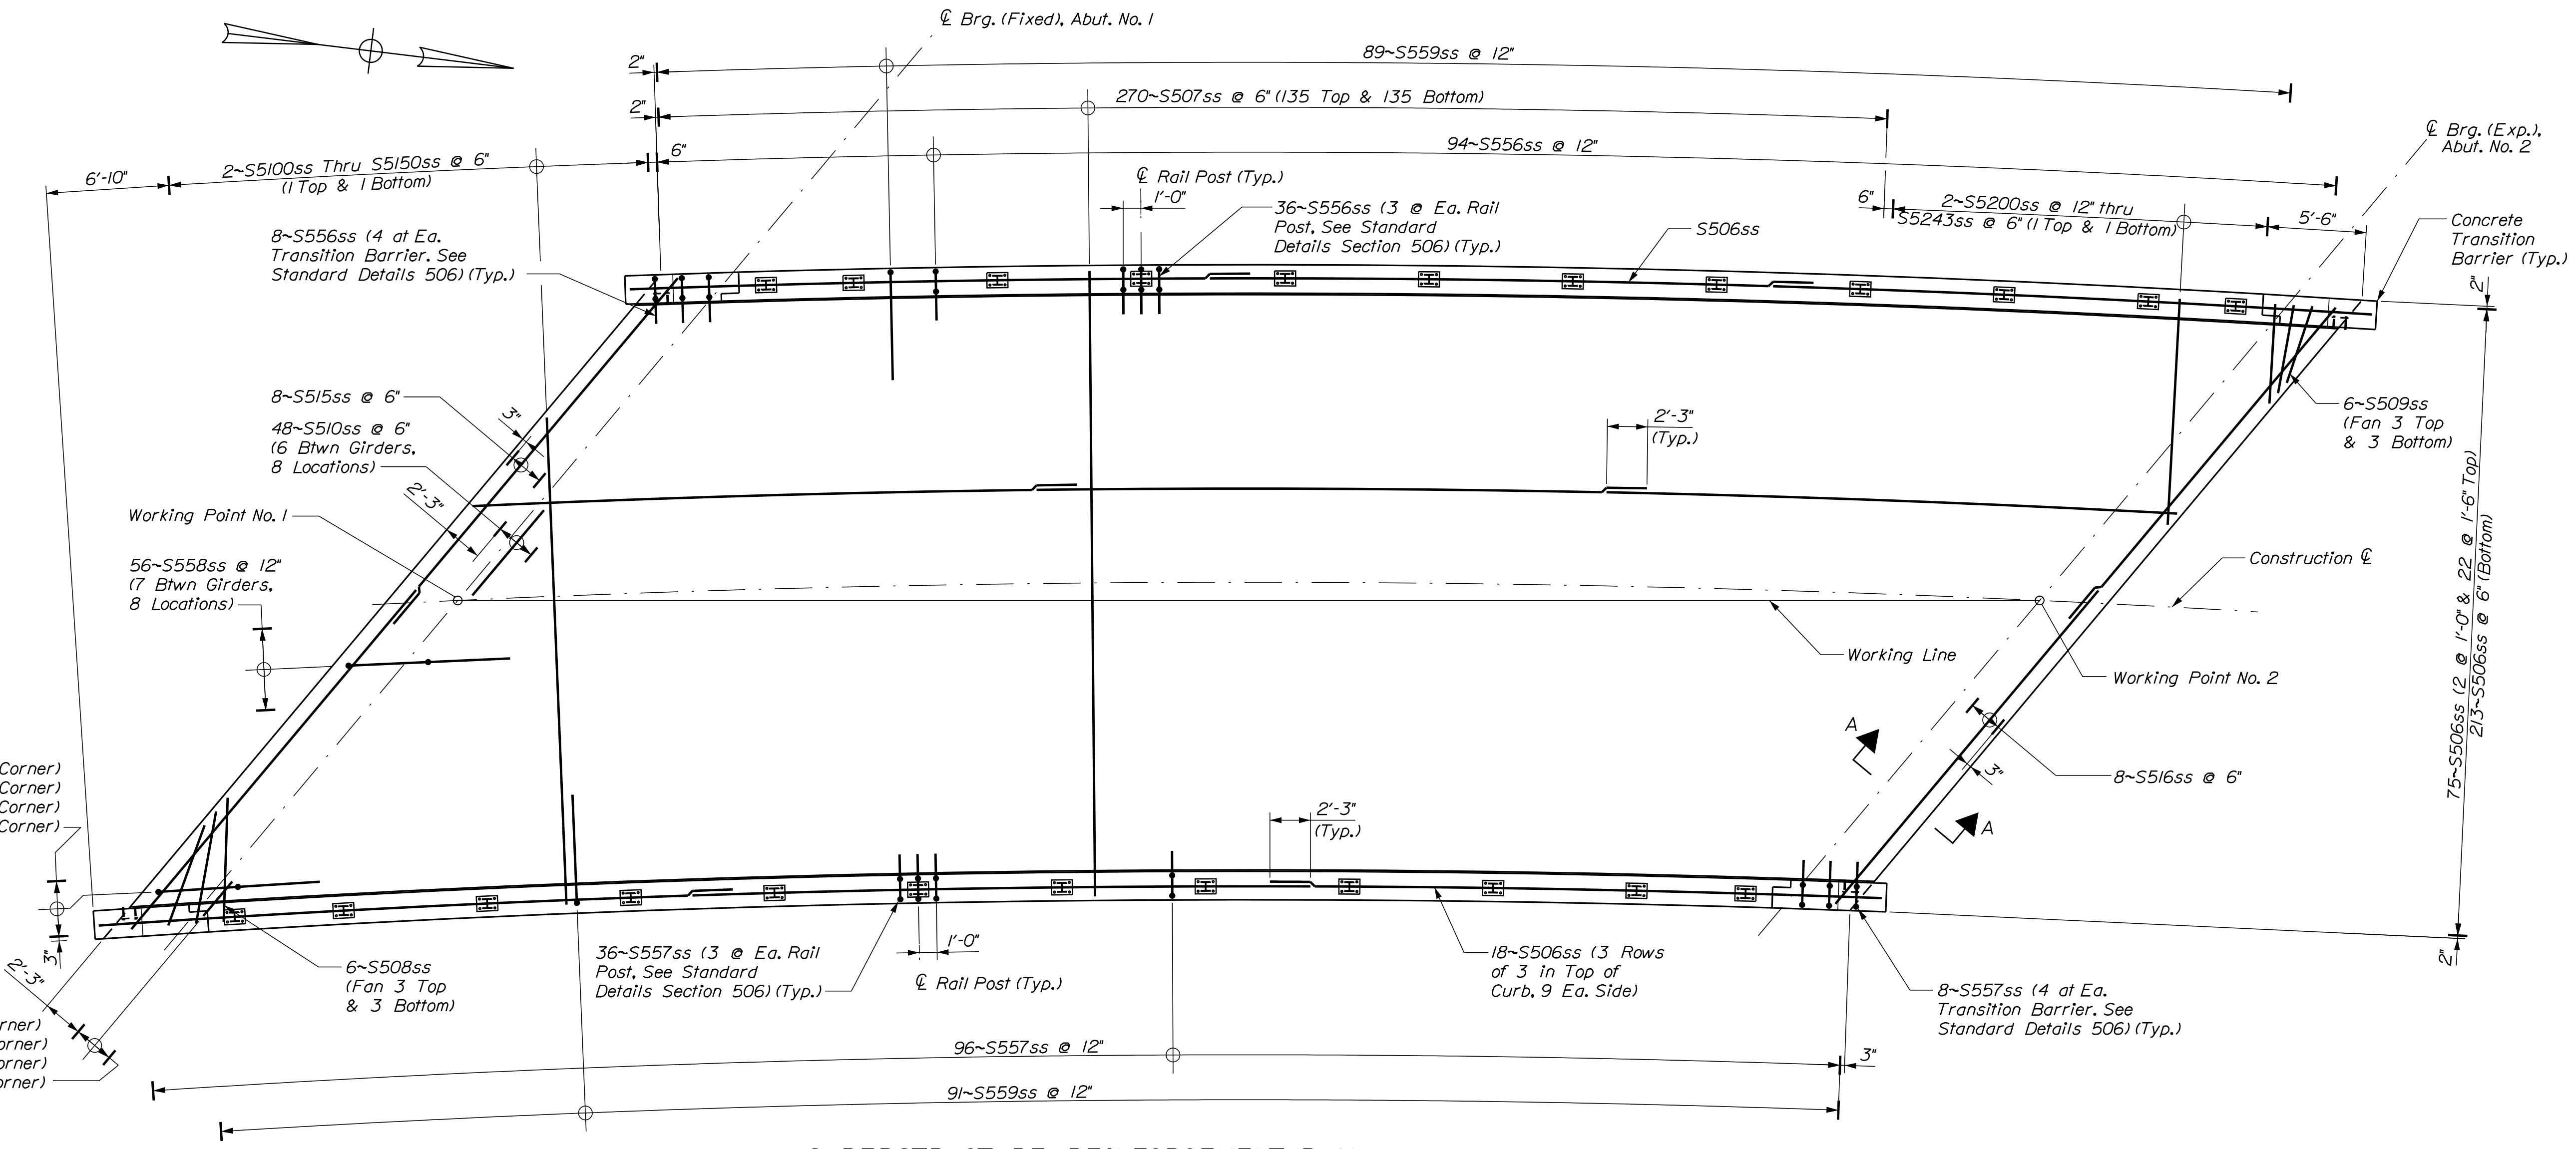 ℄ Brg. (Fixed), Abut. No. 1
89~S559ss @ 12"
2"
270~S507ss @ 6" (135 Top & 135 Bottom)
2"
94~S556ss @ 12"
6"
2~S5100ss Thru S5150ss @ 6"
(1 Top & 1 Bottom)
6'-10"
℄ Brg. (Exp.),
Abut. No. 2
℄ Rail Post (Typ.)
1'-0"
36~S556ss (3 @ Ea. Rail
Post, See Standard
Details Section 506) (Typ.)
S506ss
6"
2~S5200ss @ 12" thru
S5243ss @ 6" (1 Top & 1 Bottom)
5'-6"
Concrete
Transition
Barrier (Typ.)
2"
8~S556ss (4 at Ea.
Transition Barrier. See
Standard Details 506) (Typ.)
8~S515ss @ 6"
3"
48~S510ss @ 6"
(6 Btwn Girders,
8 Locations)
2'-3"
2'-3"
(Typ.)
6~S509ss
(Fan 3 Top
& 3 Bottom)
Working Point No. 1
56~S558ss @ 12"
(7 Btwn Girders,
8 Locations)
Construction ℄
Working Line
Working Point No. 2
75~S506ss (2 @ 1'-0" & 22 @ 1'-6" Top)
213~S506ss @ 6" (Bottom)
A
A
3"
8~S516ss @ 6"
Corner)
Corner)
Corner)
Corner)
3"
2'-3"
2'-3"
(Typ.)
6~S508ss
(Fan 3 Top
& 3 Bottom)
36~S557ss (3 @ Ea. Rail
Post, See Standard
Details Section 506) (Typ.)
1'-0"
℄ Rail Post (Typ.)
18~S506ss (3 Rows
of 3 in Top of
Curb, 9 Ea. Side)
8~S557ss (4 at Ea.
Transition Barrier. See
Standard Details 506) (Typ.)
2"
orner)
orner)
orner)
orner)
96~S557ss @ 12"
3"
91~S559ss @ 12"